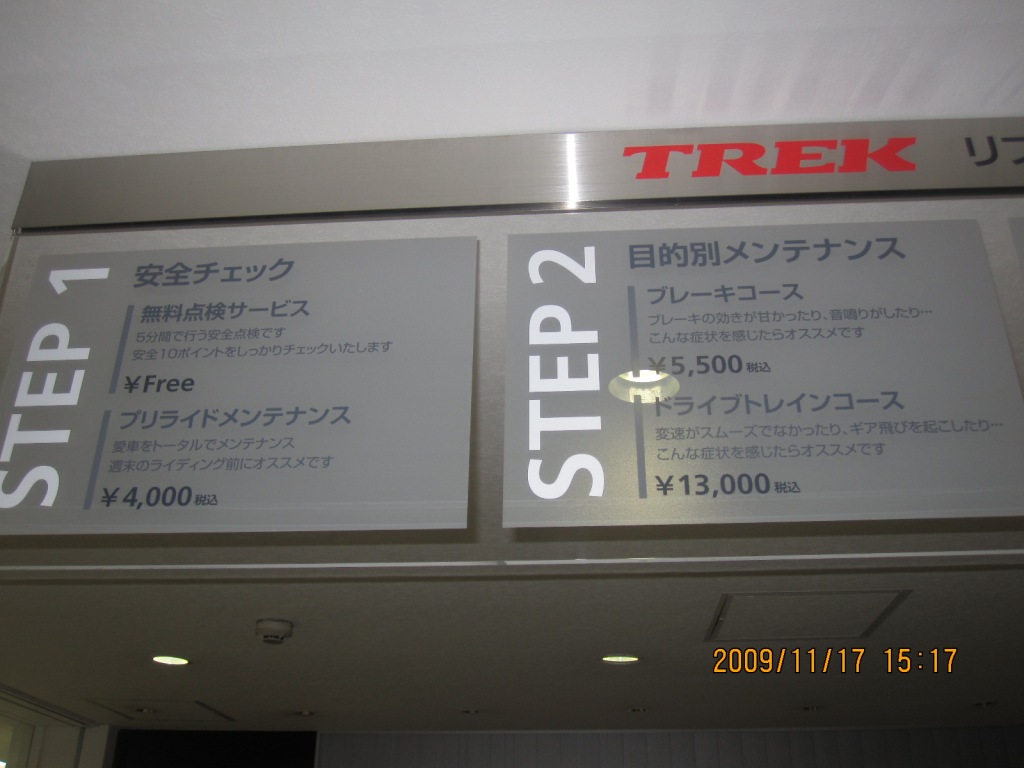 TREK リフ
STEP 1
安全チェック
無料点検サービス
5分間で行う安全点検です
安全10ポイントをしっかりチェックいたします
￥Free
プリライドメンテナンス
愛車をトータルでメンテナンス
週末のライディング前にオススメです
￥4,000 税込
STEP 2
目的別メンテナンス
ブレーキコース
ブレーキの効きが甘かったり、音鳴りがしたり…
こんな症状を感じたらオススメです
￥5,500 税込
ドライブトレインコース
変速がスムーズでなかったり、ギア飛びを起こしたり…
こんな症状を感じたらオススメです
￥13,000 税込
2009/11/17 15:17